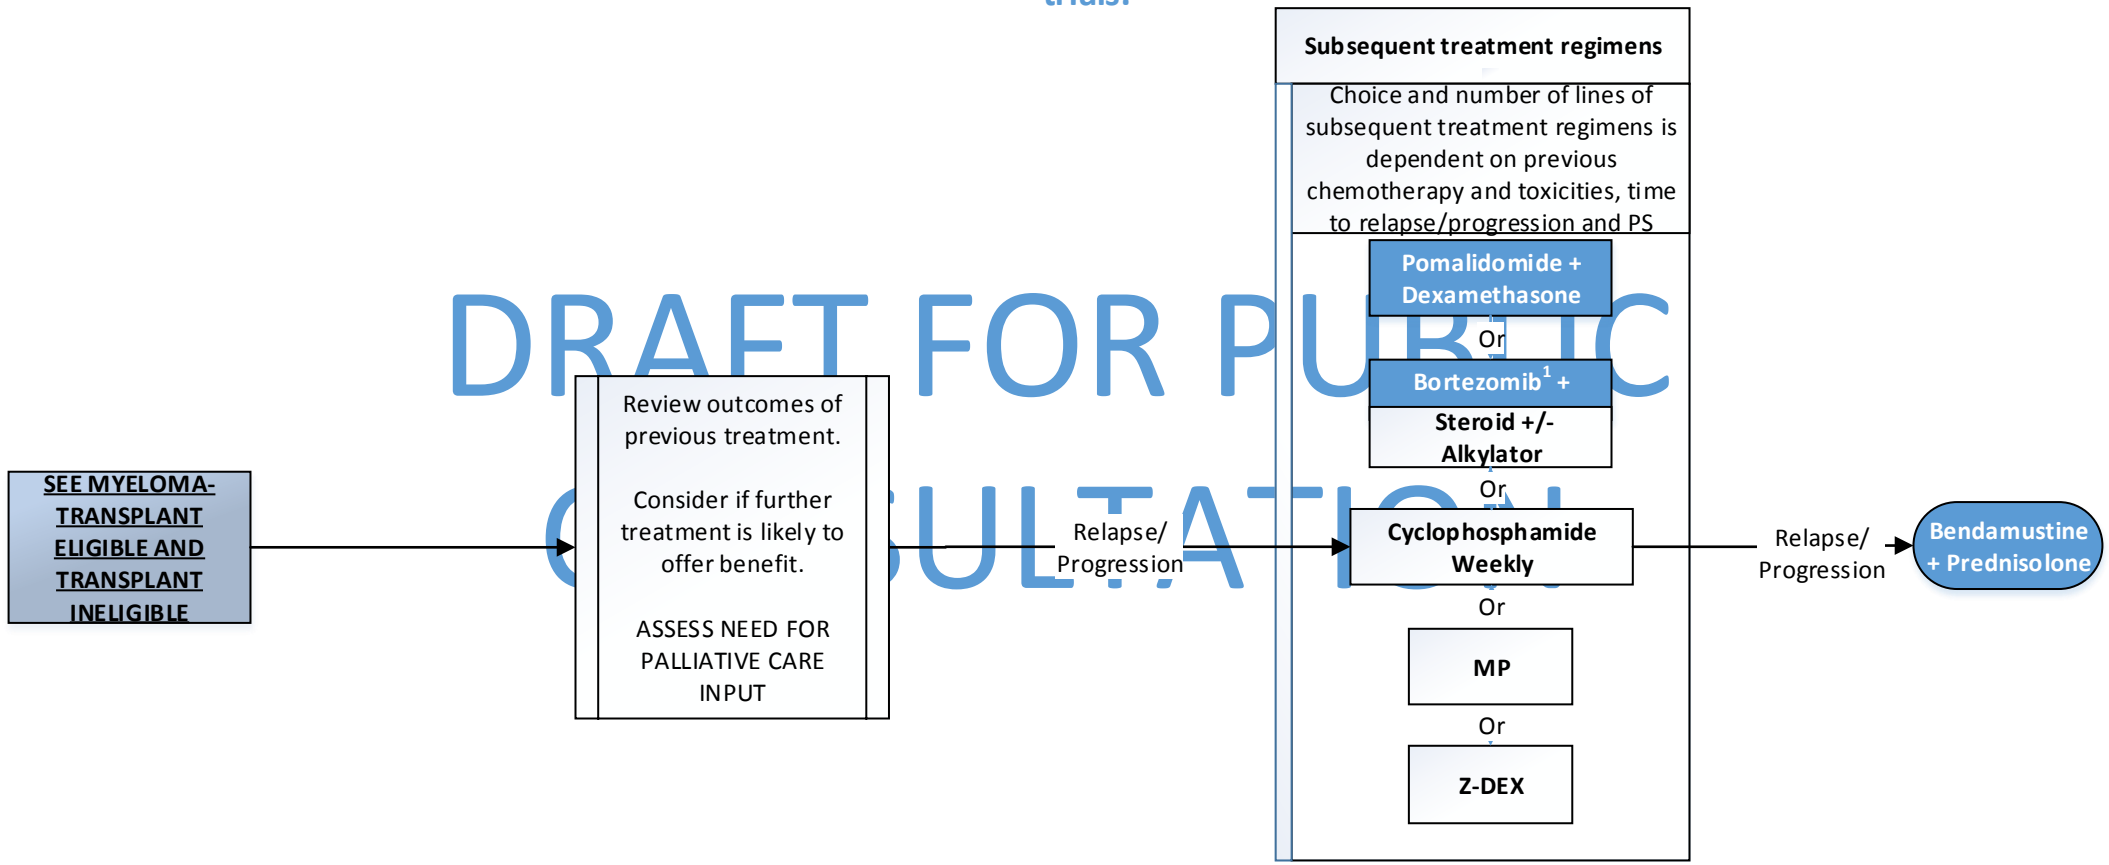 trials.
Subsequent treatment regimens
Choice and number of lines of
subsequent treatment regimens is
dependent on previous
chemotherapy and toxicities, time
to relapse/progression and PS
Pomalidomide +
Dexamethasone
Or
Bortezomib¹ +
Steroid +/-
Alkylator
Or
Cyclophosphamide
Weekly
Or
MP
Or
Z-DEX
DRAFT FOR PUBLIC
CONSULTATION
SEE MYELOMA-
TRANSPLANT
ELIGIBLE AND
TRANSPLANT
INELIGIBLE
Review outcomes of
previous treatment.
Consider if further
treatment is likely to
offer benefit.
ASSESS NEED FOR
PALLIATIVE CARE
INPUT
Relapse/
Progression
Relapse/
Progression
Bendamustine
+ Prednisolone